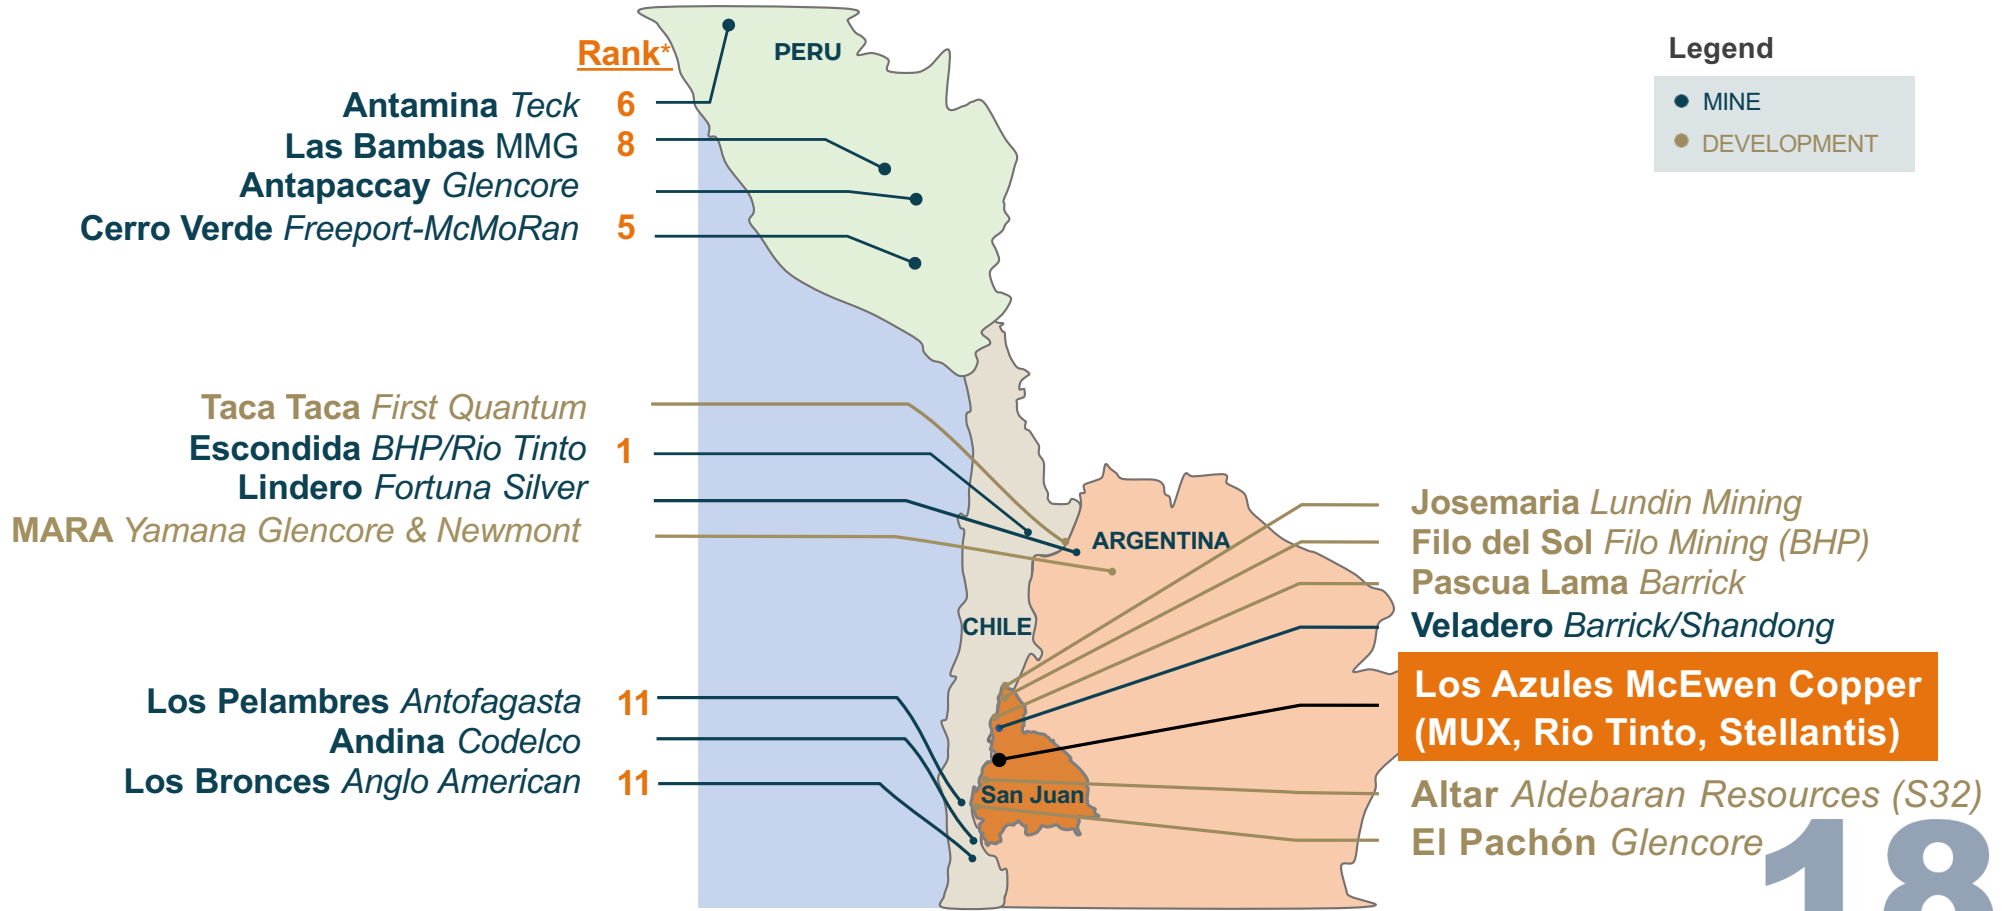 Rank*
Antamina Teck 6
Las Bambas MMG 8
Antapaccay Glencore
Cerro Verde Freeport-McMoRan 5
Taca Taca First Quantum
Escondida BHP/Rio Tinto 1
Lindero Fortuna Silver
MARA Yamana Glencore & Newmont
Los Pelambres Antofagasta 11
Andina Codelco
Los Bronces Anglo American 11
PERU
CHILE
ARGENTINA
San Juan
Legend
MINE
DEVELOPMENT
Josemaria Lundin Mining
Filo del Sol Filo Mining (BHP)
Pascua Lama Barrick
Veladero Barrick/Shandong
Los Azules McEwen Copper
(MUX, Rio Tinto, Stellantis)
Altar Aldebaran Resources (S32)
El Pachón Glencore
18